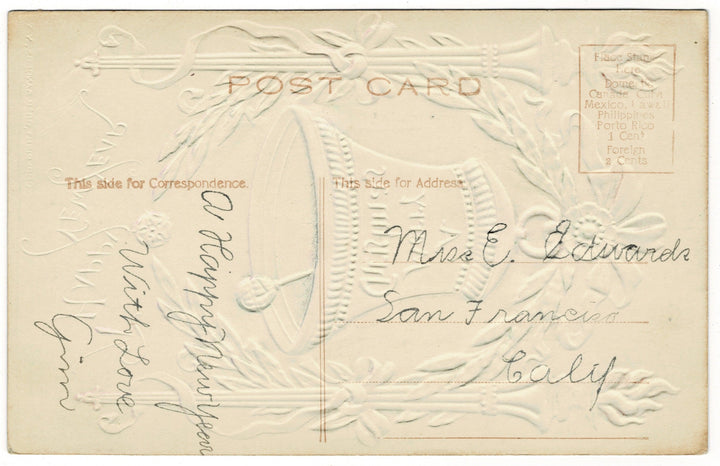 POST CARD
Place Stamp
Here
Domestic
Canada, Cuba
Mexico, Hawaii
Philippines
Porto Rico
1 Cent
Foreign
2 Cents
This side for Correspondence.
This side for Address.
A Happy New Year
With Love
Gim
Miss E. Edwards
San Francisco
Caly